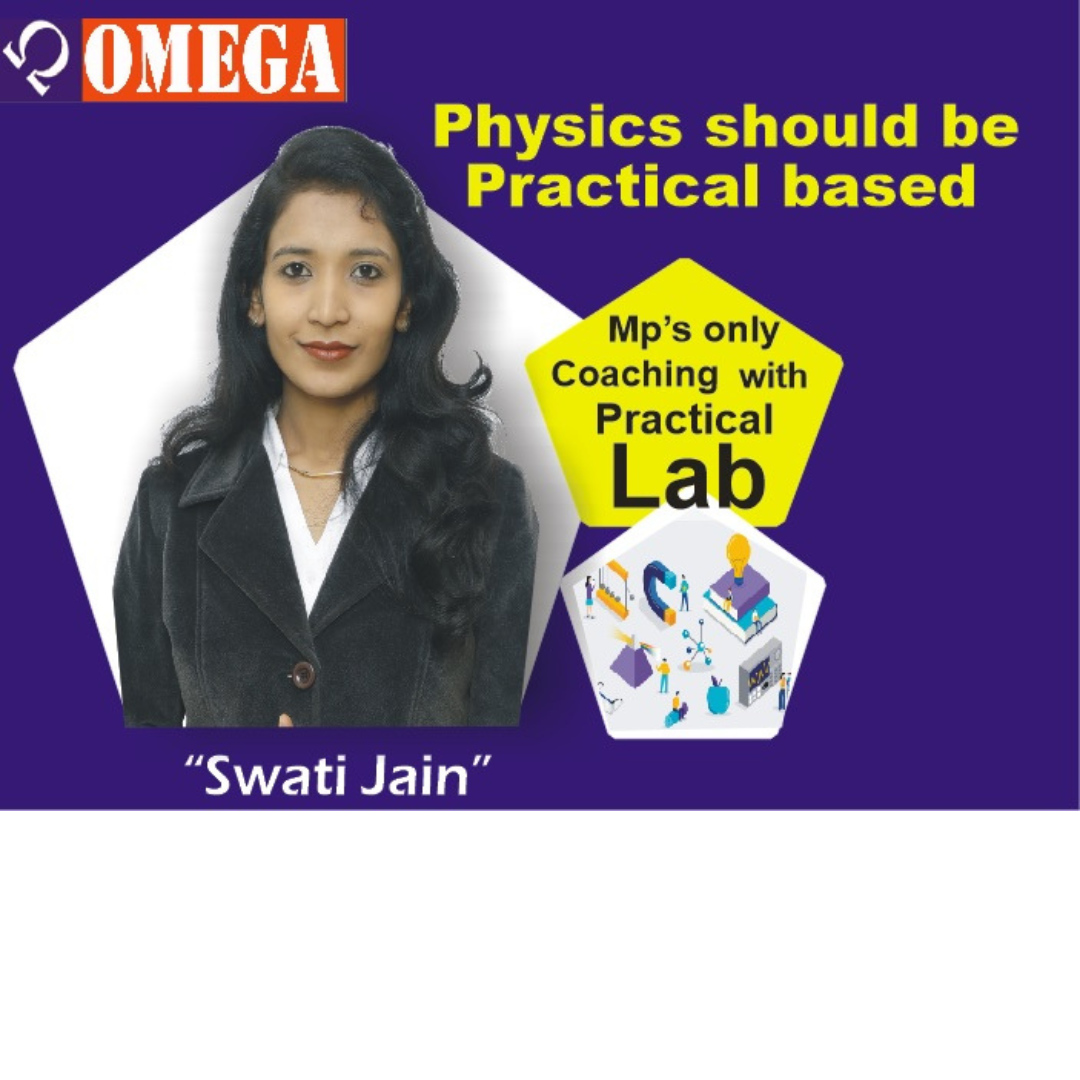 OMEGA
Physics should be
Practical based
Mp's only
Coaching with
Practical
Lab
“Swati Jain”